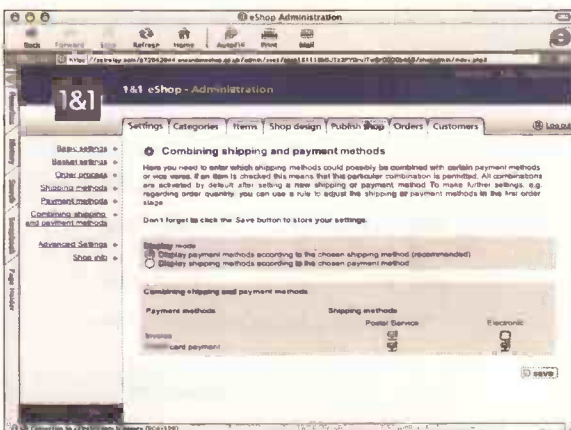 eShop Administration
Back Forward Stop Refresh Home AutoFill Print Mail
1&1
1&1 eShop - Administration
Settings Categories Items Shop design Publish shop Orders Customers Log out
Basic settings
Basket settings
Order process
Shipping methods
Payment methods
Combining shipping
and payment methods
Advanced Settings
Shop info
Favorites
History
Search
Scrapbook
Page Holder
Combining shipping and payment methods
Here you need to enter which shipping methods could possibly be combined with certain payment methods
or vice versa. If an item is checked this means that this particular combination is permitted. All combinations
are activated by default after setting a new shipping or payment method To make further settings, e.g.
regarding order quantity, you can use a rule to adjust the shipping or payment methods in the first order
stage
Don't forget to click the Save button to store your settings.
Display mode
Display payment methods according to the chosen shipping method (recommended)
Display shipping methods according to the chosen payment method
Combining shipping and payment methods
Payment methods Shipping methods
Postal Service Electronic
Invoice
card payment
save